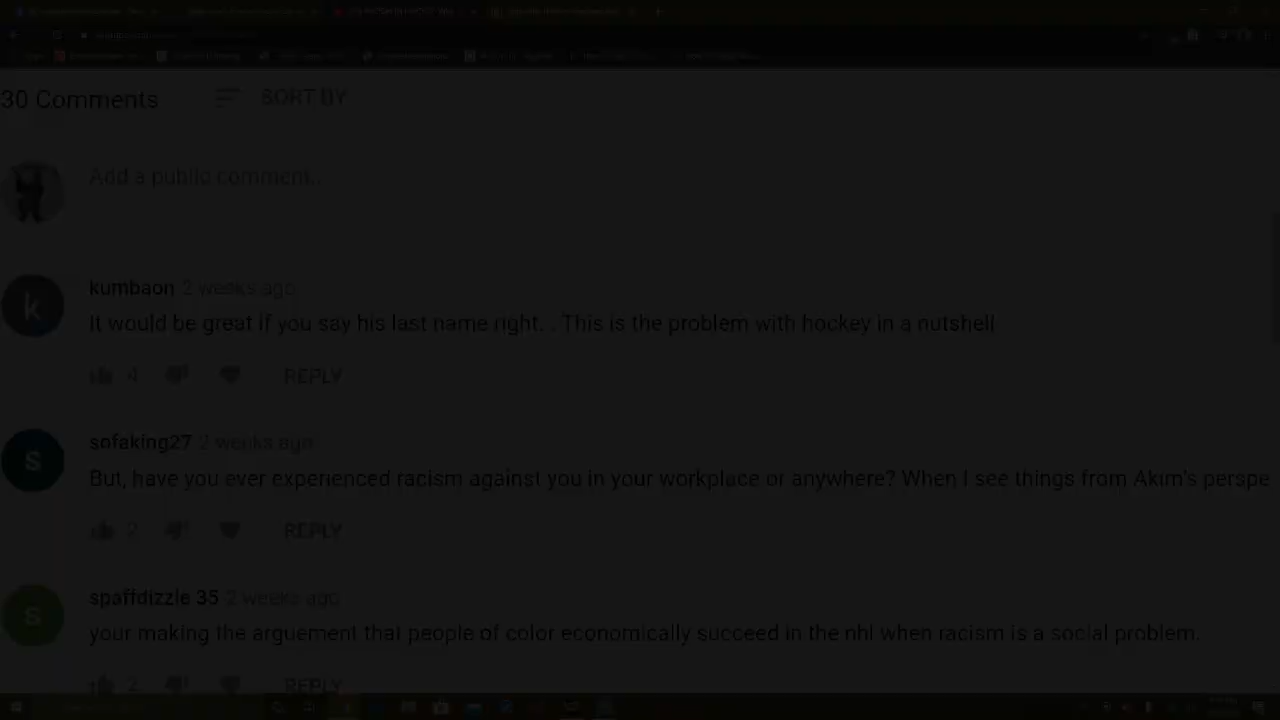 30 Comments
SORT BY
Add a public comment...
kumbaon 2 weeks ago
It would be great if you say his last name right. . This is the problem with hockey in a nutshell
4 REPLY
sofaking27 2 weeks ago
But, have you ever experienced racism against you in your workplace or anywhere? When I see things from Akim's perspe
2 REPLY
spaffdizzle 35 2 weeks ago
your making the arguement that people of color economically succeed in the nhl when racism is a social problem.
2 REPLY